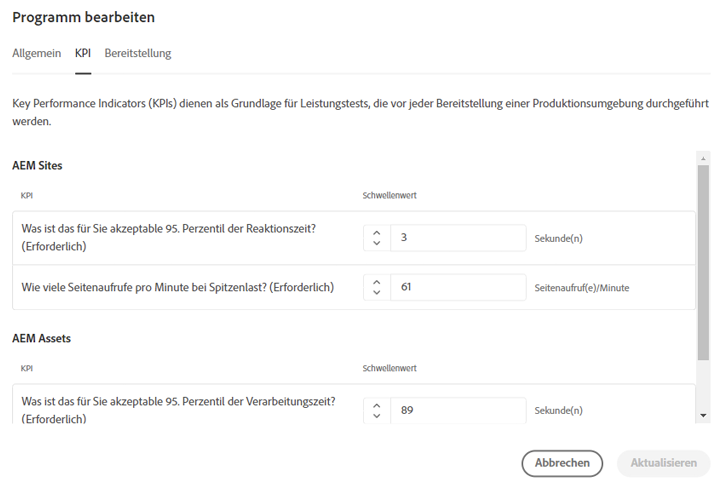 Programm bearbeiten
Allgemein KPI Bereitstellung
Key Performance Indicators (KPIs) dienen als Grundlage für Leistungstests, die vor jeder Bereitstellung einer Produktionsumgebung durchgeführt
werden.
AEM Sites
KPI Schwellenwert
Was ist das für Sie akzeptable 95. Perzentil der Reaktionszeit?
(Erforderlich)
3 Sekunde(n)
Wie viele Seitenaufrufe pro Minute bei Spitzenlast? (Erforderlich) 61 Seitenaufruf(e)/Minute
AEM Assets
KPI Schwellenwert
Was ist das für Sie akzeptable 95. Perzentil der Verarbeitungszeit?
(Erforderlich)
89 Sekunde(n)
Abbrechen Aktualisieren